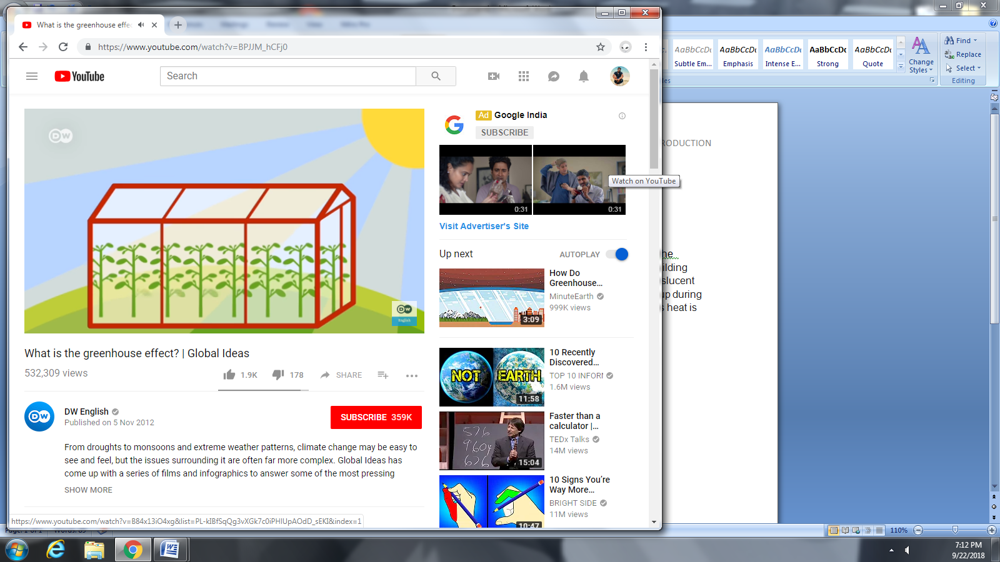 What is the greenhouse effe
https://www.youtube.com/watch?v=BPJJM_hCFj0
YouTube
Search
DW
DW
English
What is the greenhouse effect? | Global Ideas
532,309 views
1.9K
178
SHARE
DW English
Published on 5 Nov 2012
SUBSCRIBE 359K
From droughts to monsoons and extreme weather patterns, climate change may be easy to
see and feel, but the issues surrounding it are often far more complex. Global Ideas has
come up with a series of films and infographics to answer some of the most pressing
SHOW MORE
https://www.youtube.com/watch?v=B84x13iO4xg&list=PL-kIBfSqQg3vXGk7c0iPHIUpAOdD_sEKI&index=1
Ad Google India
SUBSCRIBE
0:31
0:31
Watch on YouTube
Visit Advertiser's Site
Up next
AUTOPLAY
How Do
Greenhouse...
MinuteEarth
999K views
3:09
10 Recently
Discovered...
TOP 10 INFOR
1.6M views
NOT EARTH
11:58
Faster than a
calculator |...
TEDx Talks
14M views
576
9604
676
15:04
10 Signs You're
Way More...
BRIGHT SIDE
11M views
10:47
AaBbCcDc
Subtle Em...
AaBbCcDc
Emphasis
AaBbCcDc
Intense E...
AaBbCcDc
Strong
AaBbCcDc
Quote
Change
Styles
Find
Replace
Select
Editing
les
RODUCTION
he
ilding
slucent
up during
s heat is
110%
7:12 PM
9/22/2018